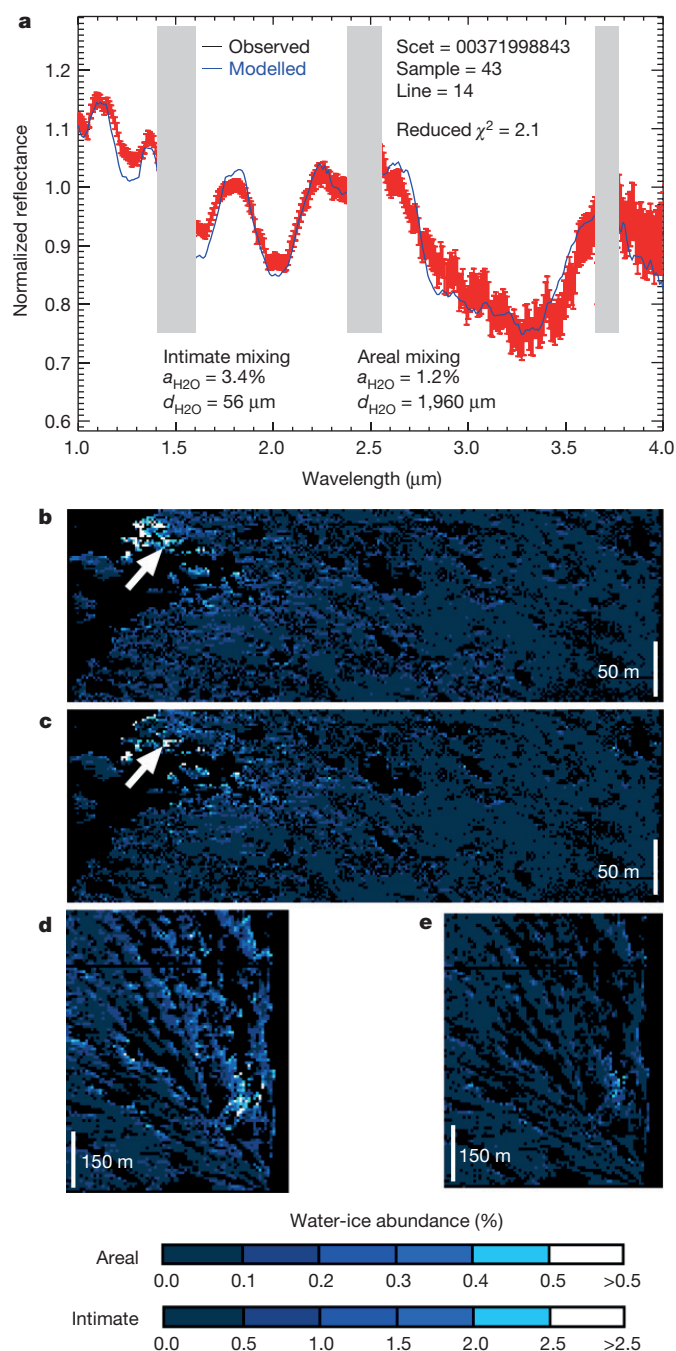 a
Observed
Modelled
Scet = 00371998843
Sample = 43
Line = 14
Reduced χ² = 2.1
Normalized reflectance
1.2
1.1
1.0
0.9
0.8
0.7
0.6
Intimate mixing
aH2O = 3.4%
dH2O = 56 μm
Areal mixing
aH2O = 1.2%
dH2O = 1,960 μm
1.0 1.5 2.0 2.5 3.0 3.5 4.0
Wavelength (μm)
b
50 m
c
50 m
d
150 m
e
150 m
Water-ice abundance (%)
Areal
0.0 0.1 0.2 0.3 0.4 0.5 >0.5
Intimate
0.0 0.5 1.0 1.5 2.0 2.5 >2.5